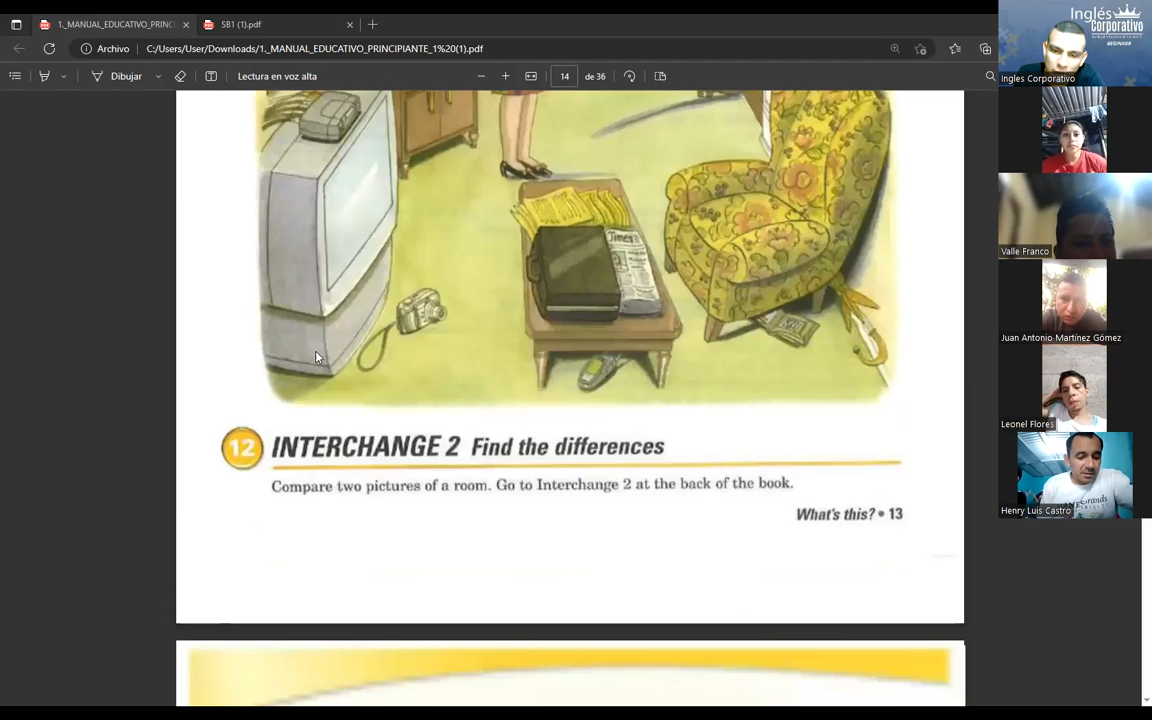 1._MANUAL_EDUCATIVO_PRINCI
SB1 (1).pdf
Archivo
C:/Users/User/Downloads/1._MANUAL_EDUCATIVO_PRINCIPIANTE_1%20(1).pdf
Dibujar
Lectura en voz alta
14
de 36
Times
12 INTERCHANGE 2 Find the differences
Compare two pictures of a room. Go to Interchange 2 at the back of the book.
What's this? • 13
Inglés
Corporativo
BEGINNER
Ingles Corporativo
Valle Franco
Juan Antonio Martínez Gómez
Leonel Flores
Henry Luis Castro